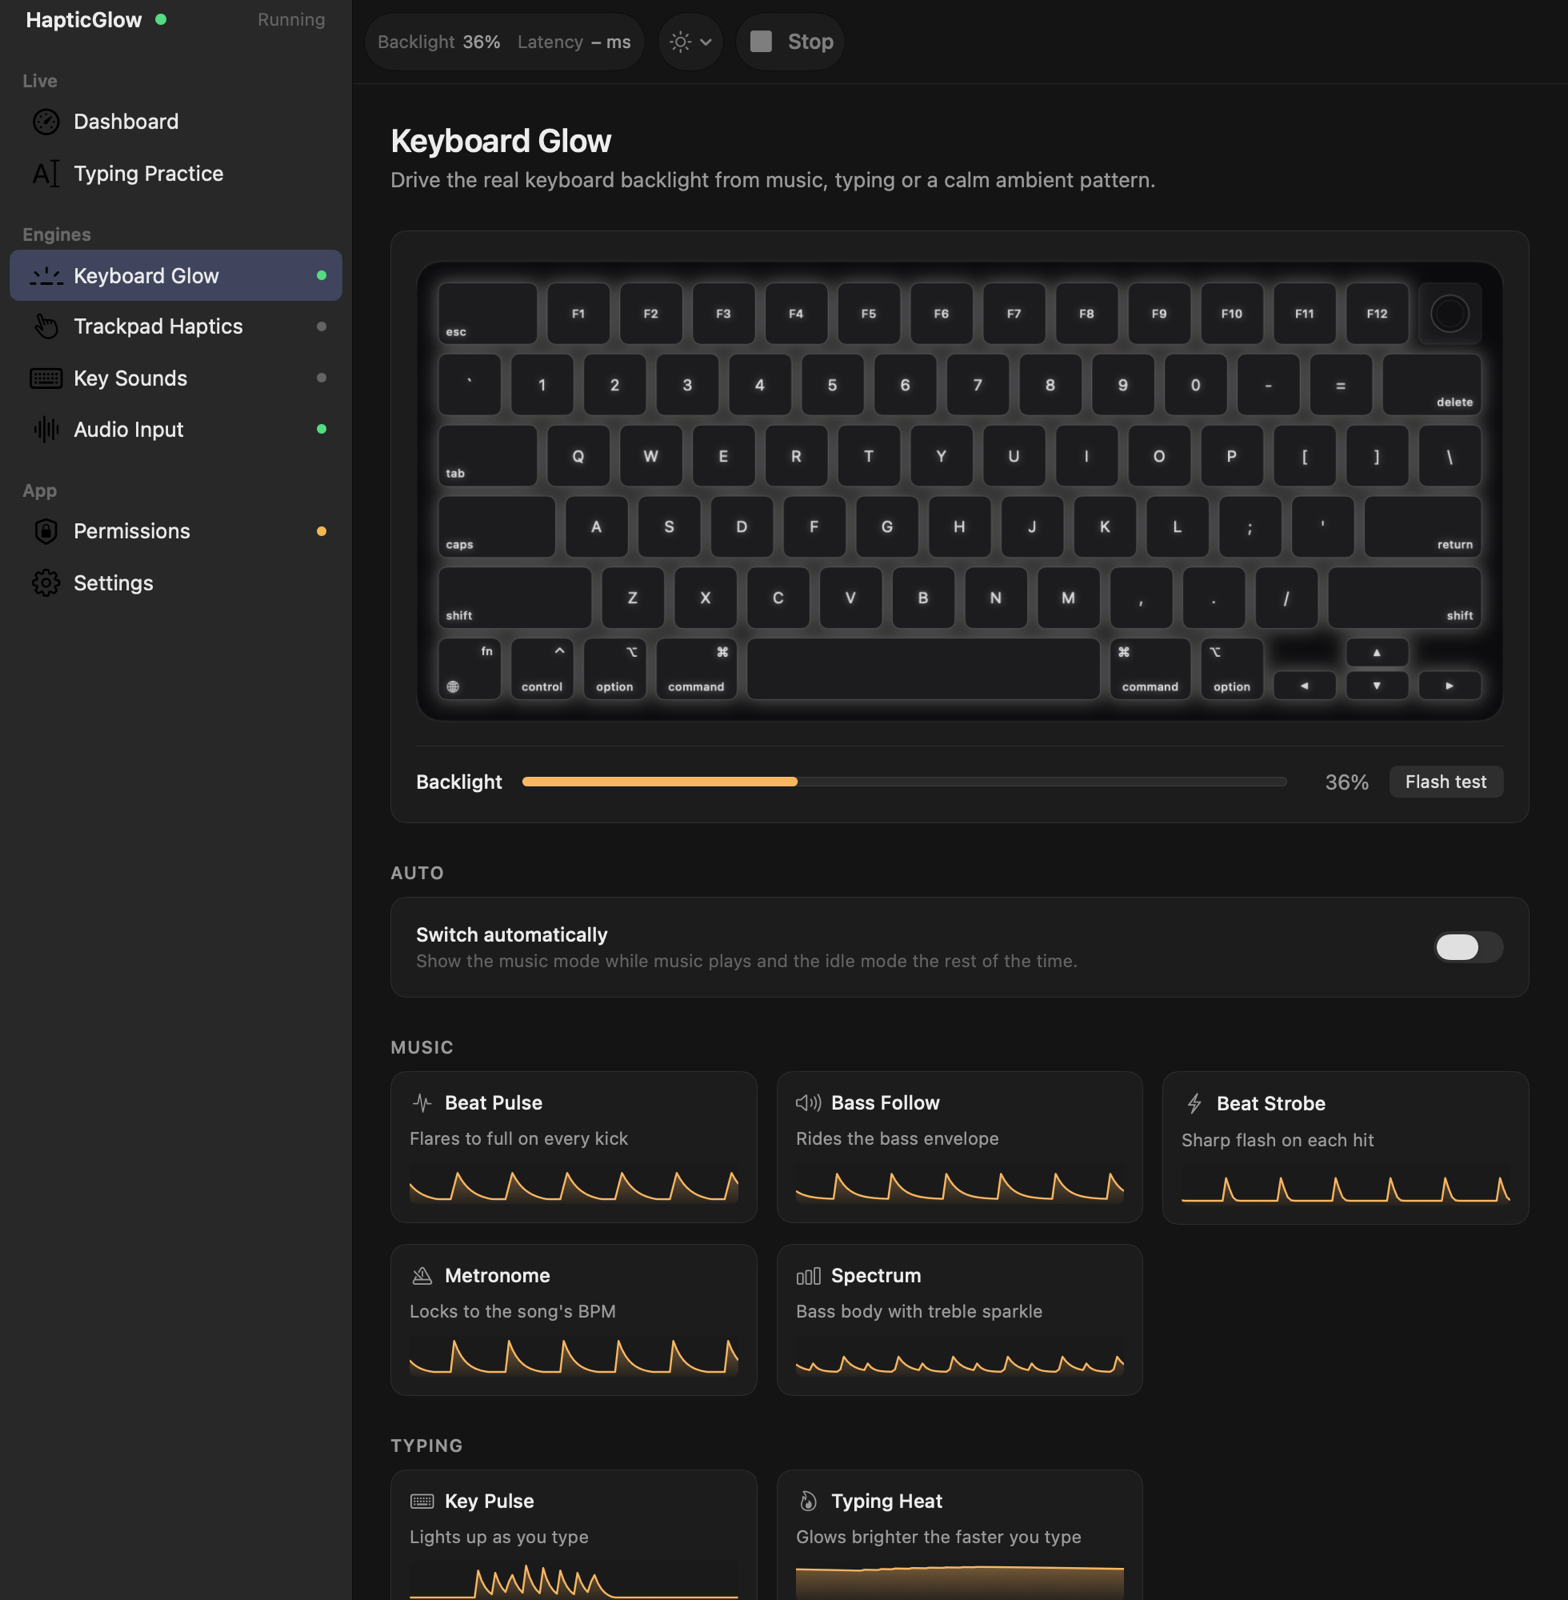 HapticGlow Running
Live
Dashboard
Typing Practice
Engines
Keyboard Glow
Trackpad Haptics
Key Sounds
Audio Input
App
Permissions
Settings
Backlight 36% Latency – ms
Stop
Keyboard Glow
Drive the real keyboard backlight from music, typing or a calm ambient pattern.
esc F1 F2 F3 F4 F5 F6 F7 F8 F9 F10 F11 F12
` 1 2 3 4 5 6 7 8 9 0 - = delete
tab Q W E R T Y U I O P [ ] \
caps A S D F G H J K L ; ' return
shift Z X C V B N M , . / shift
fn ^ ⌥ ⌘ ⌘ ⌥ ▲
control option command command option ◀ ▼ ▶
Backlight 36% Flash test
AUTO
Switch automatically
Show the music mode while music plays and the idle mode the rest of the time.
MUSIC
Beat Pulse
Flares to full on every kick
Bass Follow
Rides the bass envelope
Beat Strobe
Sharp flash on each hit
Metronome
Locks to the song's BPM
Spectrum
Bass body with treble sparkle
TYPING
Key Pulse
Lights up as you type
Typing Heat
Glows brighter the faster you type